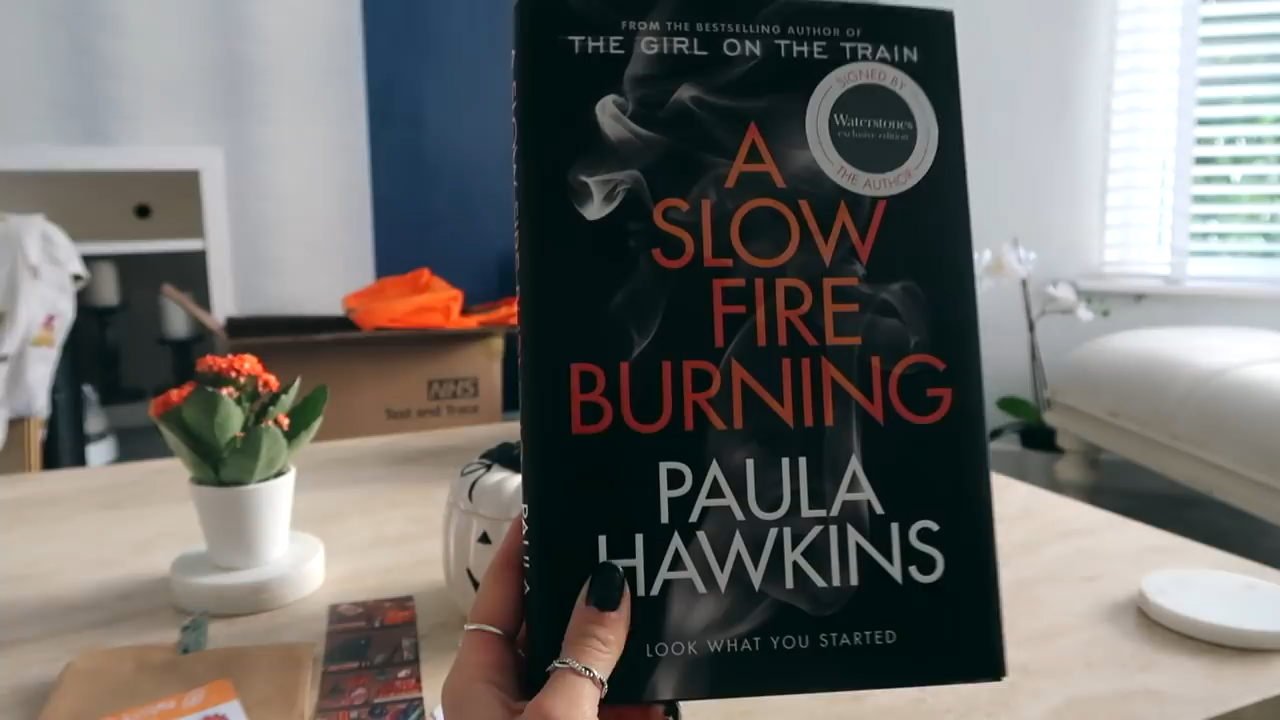 FROM THE BESTSELLING AUTHOR OF
THE GIRL ON THE TRAIN
SIGNED BY
Waterstones
exclusive edition
THE AUTHOR
A
SLOW
FIRE
BURNING
PAULA
HAWKINS
LOOK WHAT YOU STARTED
NHS
Test and Trace
PAULA